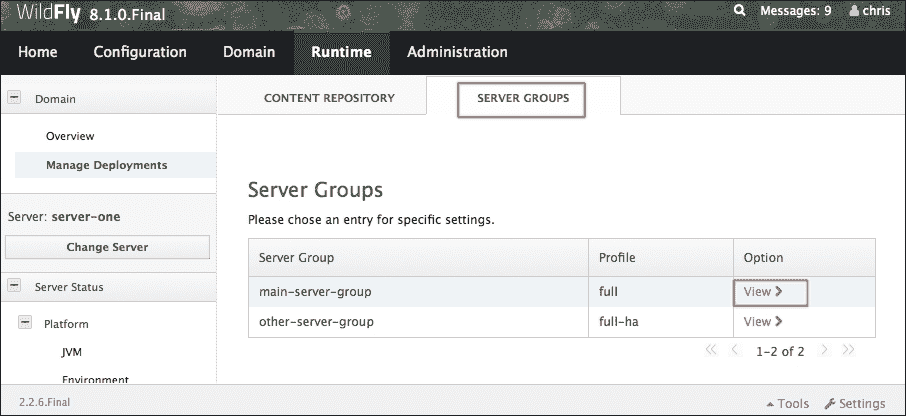 WildFly 8.1.0.Final Messages: 9 chris
Home Configuration Domain Runtime Administration
Domain
Overview
Manage Deployments
Server: server-one
Change Server
Server Status
Platform
JVM
Environment
CONTENT REPOSITORY SERVER GROUPS
Server Groups
Please chose an entry for specific settings.
Server Group Profile Option
main-server-group full View
other-server-group full-ha View
1-2 of 2
2.2.6.Final Tools Settings